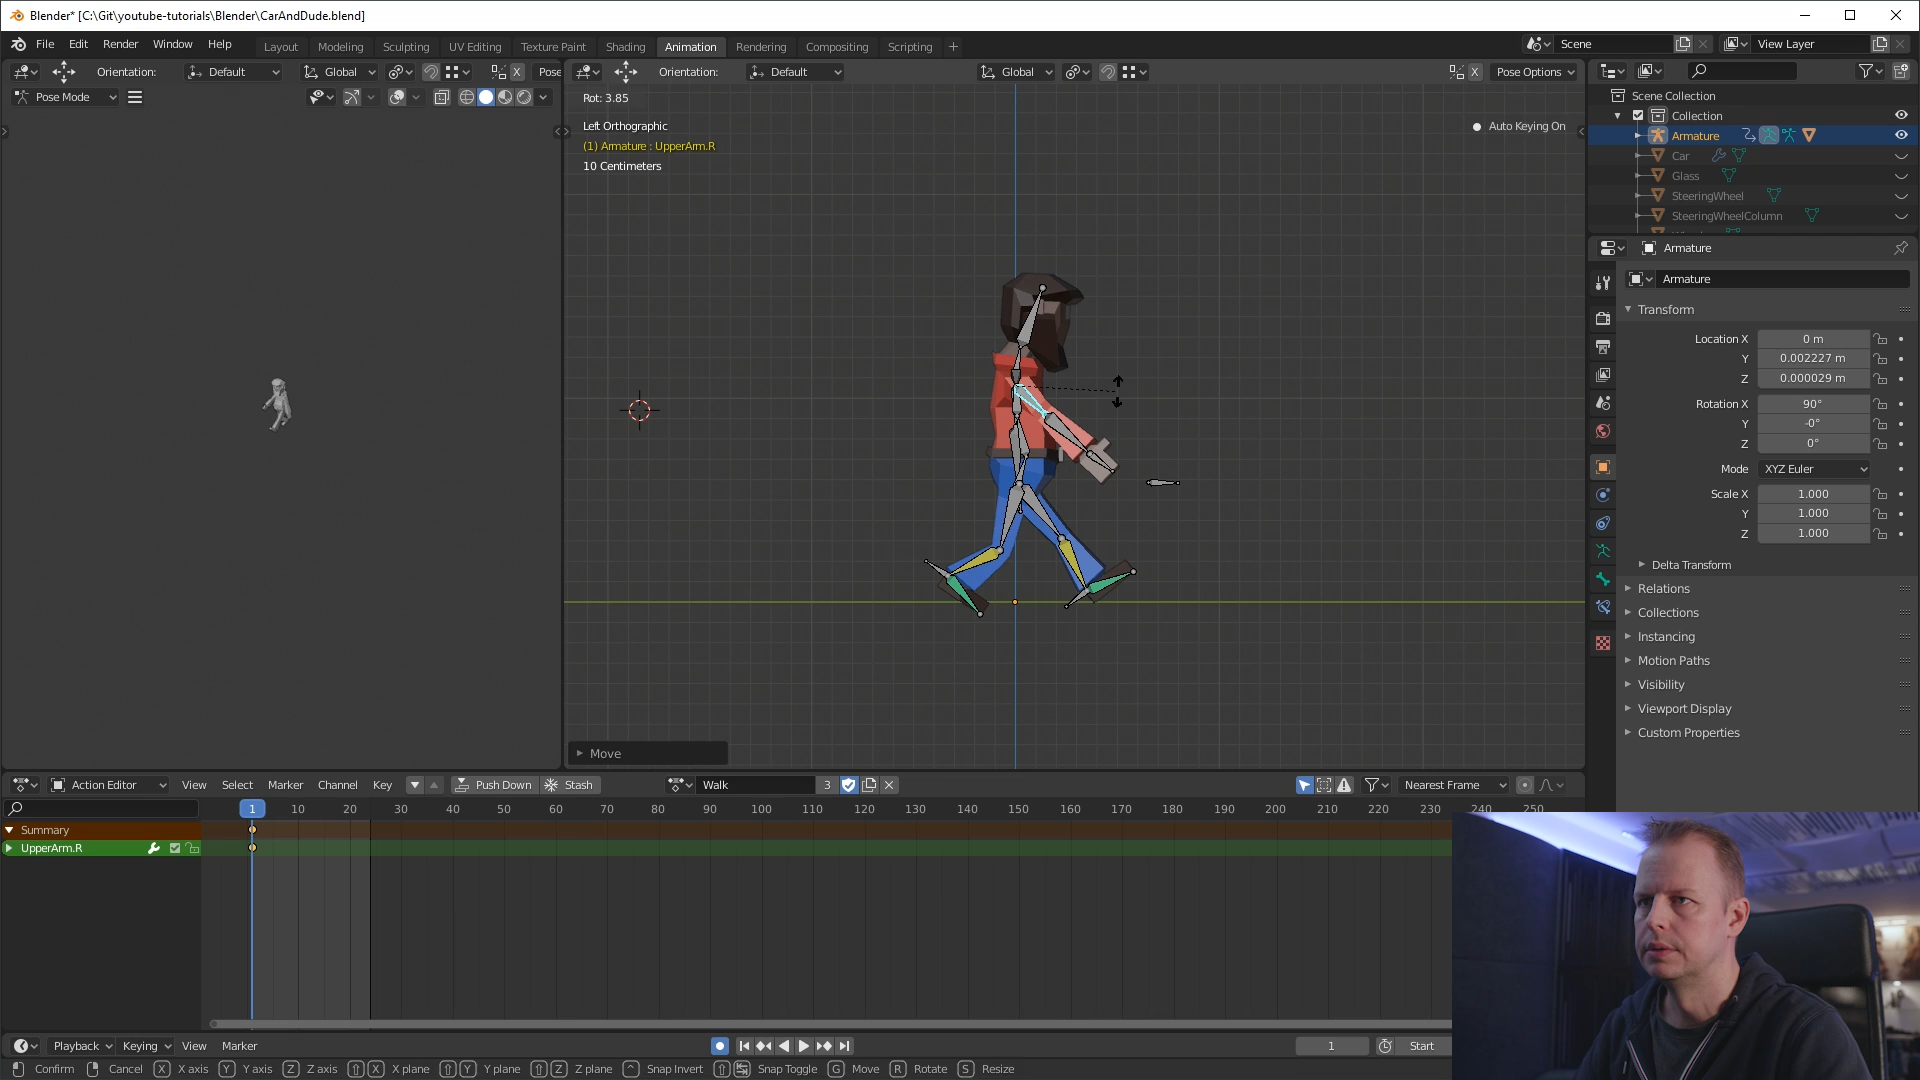 Blender* [C:\Git\youtube-tutorials\Blender\CarAndDude.blend]
File Edit Render Window Help Layout Modeling Sculpting UV Editing Texture Paint Shading Animation Rendering Compositing Scripting + Scene View Layer
Orientation: Default Global X Pose Orientation: Default Global X Pose Options
Pose Mode
Rot: 3.85
Left Orthographic
(1) Armature : UpperArm.R
10 Centimeters
Auto Keying On
Scene Collection
Collection
Armature
Car
Glass
SteeringWheel
SteeringWheelColumn
Armature
Armature
Transform
Location X 0 m
Y 0.002227 m
Z 0.000029 m
Rotation X 90°
Y -0°
Z 0°
Mode XYZ Euler
Scale X 1.000
Y 1.000
Z 1.000
Delta Transform
Relations
Collections
Instancing
Motion Paths
Visibility
Viewport Display
Custom Properties
Move
Action Editor View Select Marker Channel Key Push Down Stash Walk 3 Nearest Frame
1 10 20 30 40 50 60 70 80 90 100 110 120 130 140 150 160 170 180 190 200 210 220 230 240 250
Summary
UpperArm.R
Playback Keying View Marker 1 Start
Confirm Cancel X X axis Y Y axis Z Z axis X X plane Y Y plane Z Z plane Snap Invert Snap Toggle G Move R Rotate S Resize